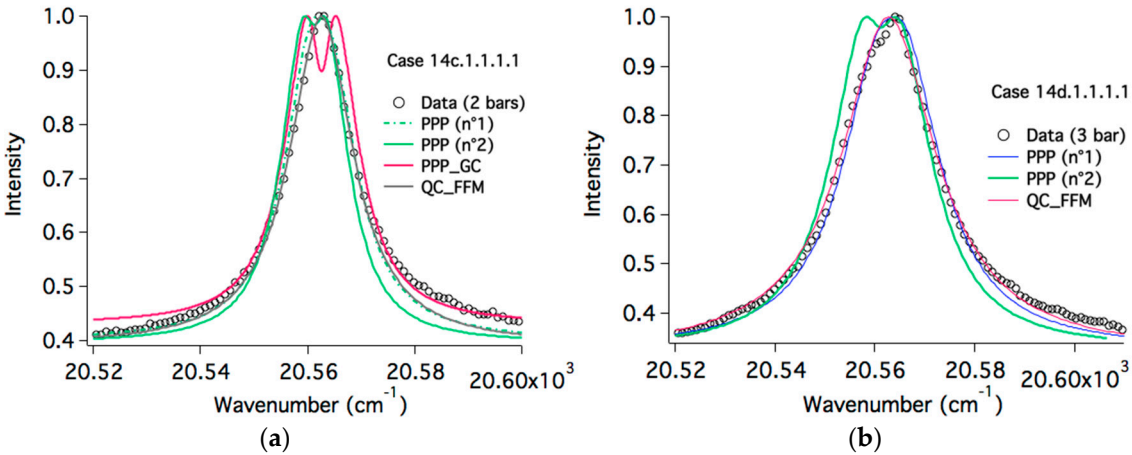 1.0
0.9
0.8
0.7
0.6
0.5
0.4
Intensity
Case 14c.1.1.1.1
Data (2 bars)
PPP (n°1)
PPP (n°2)
PPP_GC
QC_FFM
20.52
20.54
20.56
20.58
20.60x10³
Wavenumber (cm⁻¹)
(a)
1.0
0.9
0.8
0.7
0.6
0.5
0.4
Intensity
Case 14d.1.1.1.1
Data (3 bar)
PPP (n°1)
PPP (n°2)
QC_FFM
20.52
20.54
20.56
20.58
20.60x10³
Wavenumber (cm⁻¹)
(b)